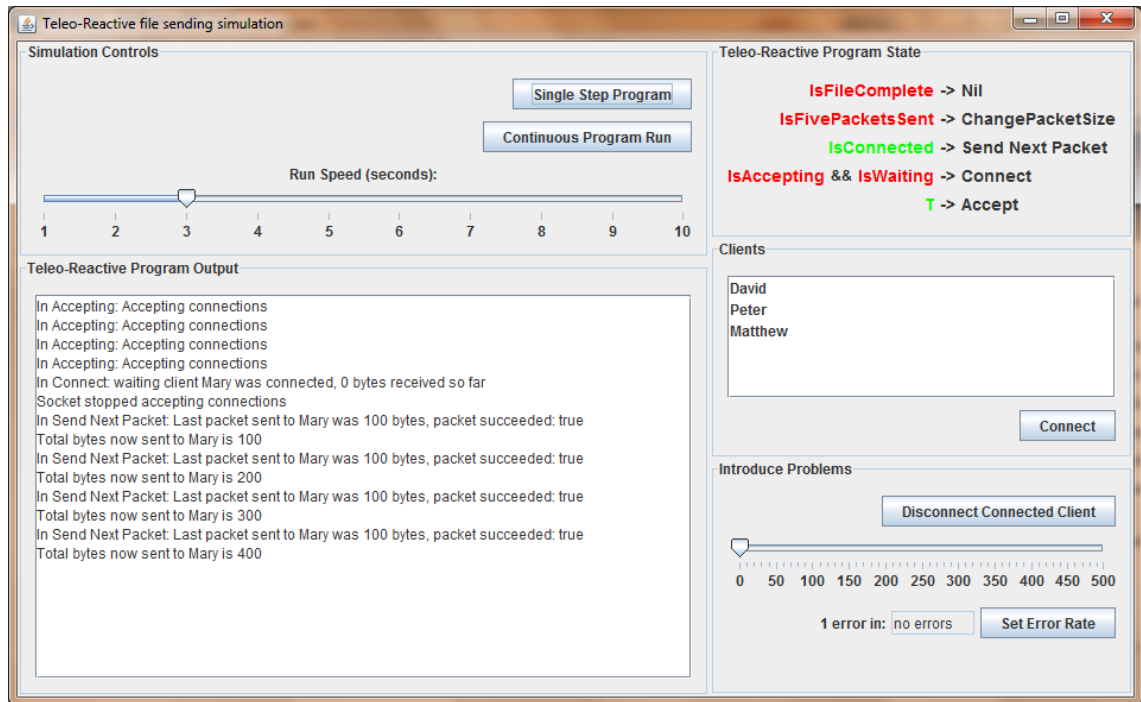 Teleo-Reactive file sending simulation
Simulation Controls
Single Step Program
Continuous Program Run
Run Speed (seconds):
1 2 3 4 5 6 7 8 9 10
Teleo-Reactive Program Output
In Accepting: Accepting connections
In Accepting: Accepting connections
In Accepting: Accepting connections
In Accepting: Accepting connections
In Connect: waiting client Mary was connected, 0 bytes received so far
Socket stopped accepting connections
In Send Next Packet: Last packet sent to Mary was 100 bytes, packet succeeded: true
Total bytes now sent to Mary is 100
In Send Next Packet: Last packet sent to Mary was 100 bytes, packet succeeded: true
Total bytes now sent to Mary is 200
In Send Next Packet: Last packet sent to Mary was 100 bytes, packet succeeded: true
Total bytes now sent to Mary is 300
In Send Next Packet: Last packet sent to Mary was 100 bytes, packet succeeded: true
Total bytes now sent to Mary is 400
Teleo-Reactive Program State
IsFileComplete -> Nil
IsFivePacketsSent -> ChangePacketSize
IsConnected -> Send Next Packet
IsAccepting && IsWaiting -> Connect
T -> Accept
Clients
David
Peter
Matthew
Connect
Introduce Problems
Disconnect Connected Client
0 50 100 150 200 250 300 350 400 450 500
1 error in: no errors Set Error Rate